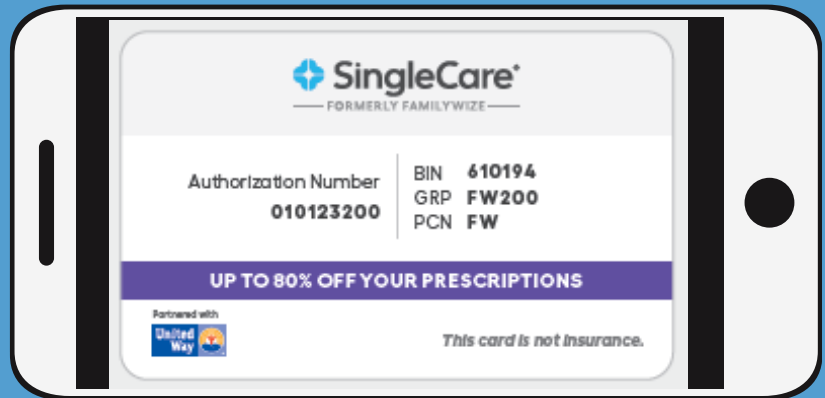 SingleCare
FORMERLY FAMILYWIZE
Authorization Number
010123200
BIN 610194
GRP FW200
PCN FW
UP TO 80% OFF YOUR PRESCRIPTIONS
Partnered with
United
Way
This card is not insurance.